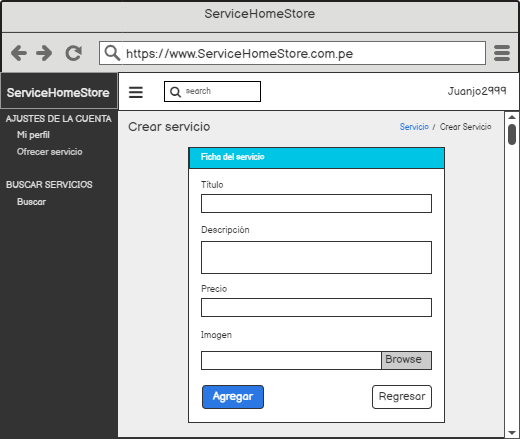 ServiceHomeStore
https://www.ServiceHomeStore.com.pe
ServiceHomeStore
search
Juanjo2999
AJUSTES DE LA CUENTA
Mi perfil
Ofrecer servicio
BUSCAR SERVICIOS
Buscar
Crear servicio
Servicio / Crear Servicio
Ficha del servicio
Título
Descripción
Precio
Imagen
Browse
Agregar
Regresar